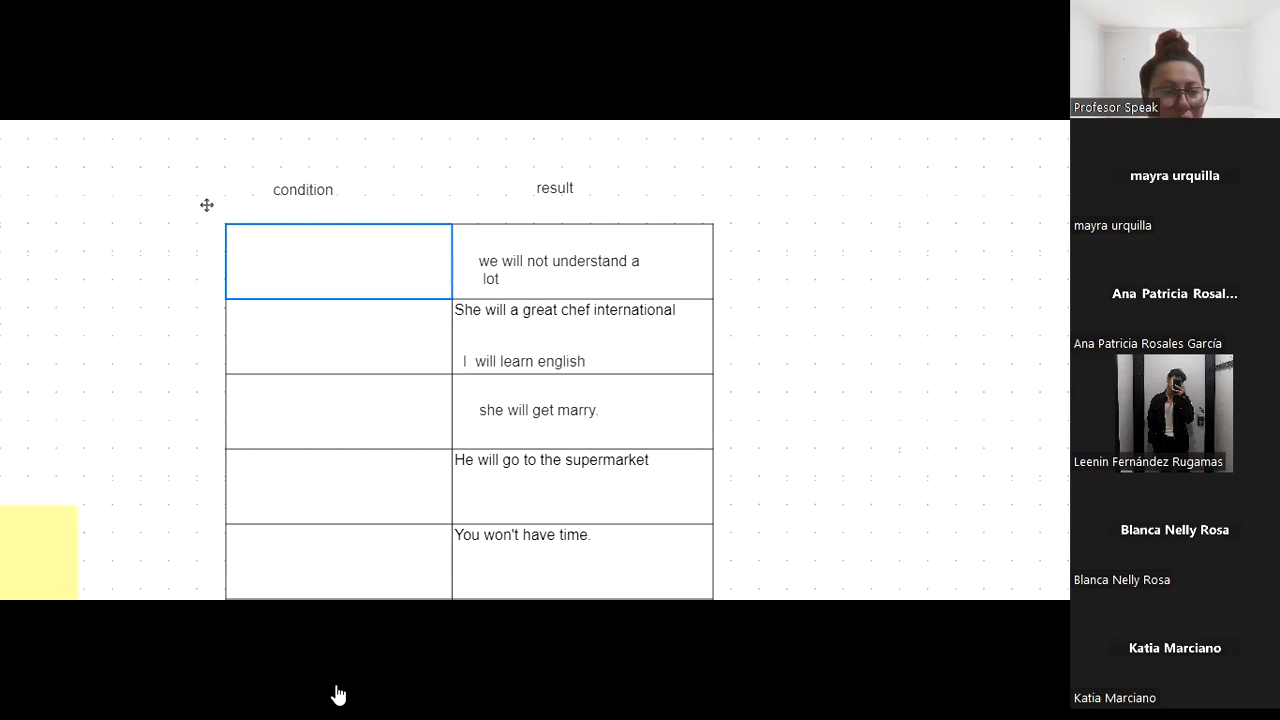 condition
result
we will not understand a
lot
She will a great chef international
I will learn english
she will get marry.
He will go to the supermarket
You won't have time.
Profesor Speak
mayra urquilla
mayra urquilla
Ana Patricia Rosal...
Ana Patricia Rosales García
Leenin Fernández Rugamas
Blanca Nelly Rosa
Blanca Nelly Rosa
Katia Marciano
Katia Marciano